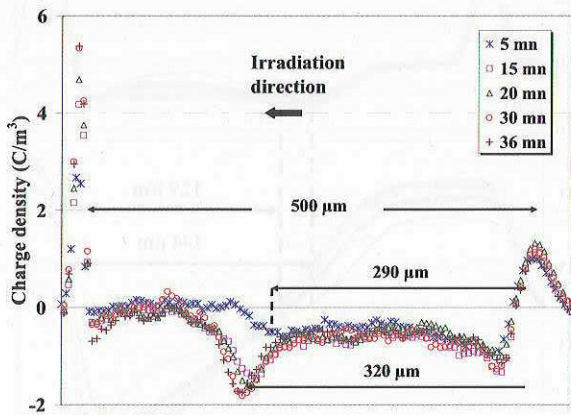 6
4
2
0
-2
Charge density (C/m³)
Irradiation
direction
5 mn
15 mn
20 mn
30 mn
36 mn
500 µm
290 µm
320 µm